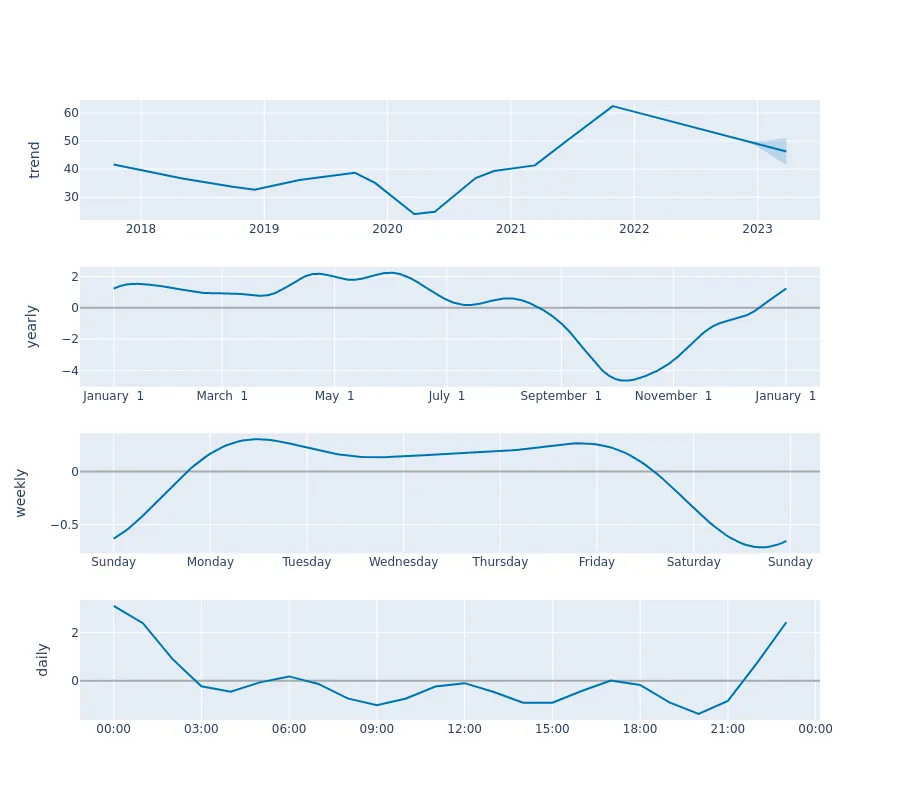 trend
60
50
40
30
2018 2019 2020 2021 2022 2023
yearly
2
0
−2
−4
January 1 March 1 May 1 July 1 September 1 November 1 January 1
weekly
0
−0.5
Sunday Monday Tuesday Wednesday Thursday Friday Saturday Sunday
daily
2
0
00:00 03:00 06:00 09:00 12:00 15:00 18:00 21:00 00:00